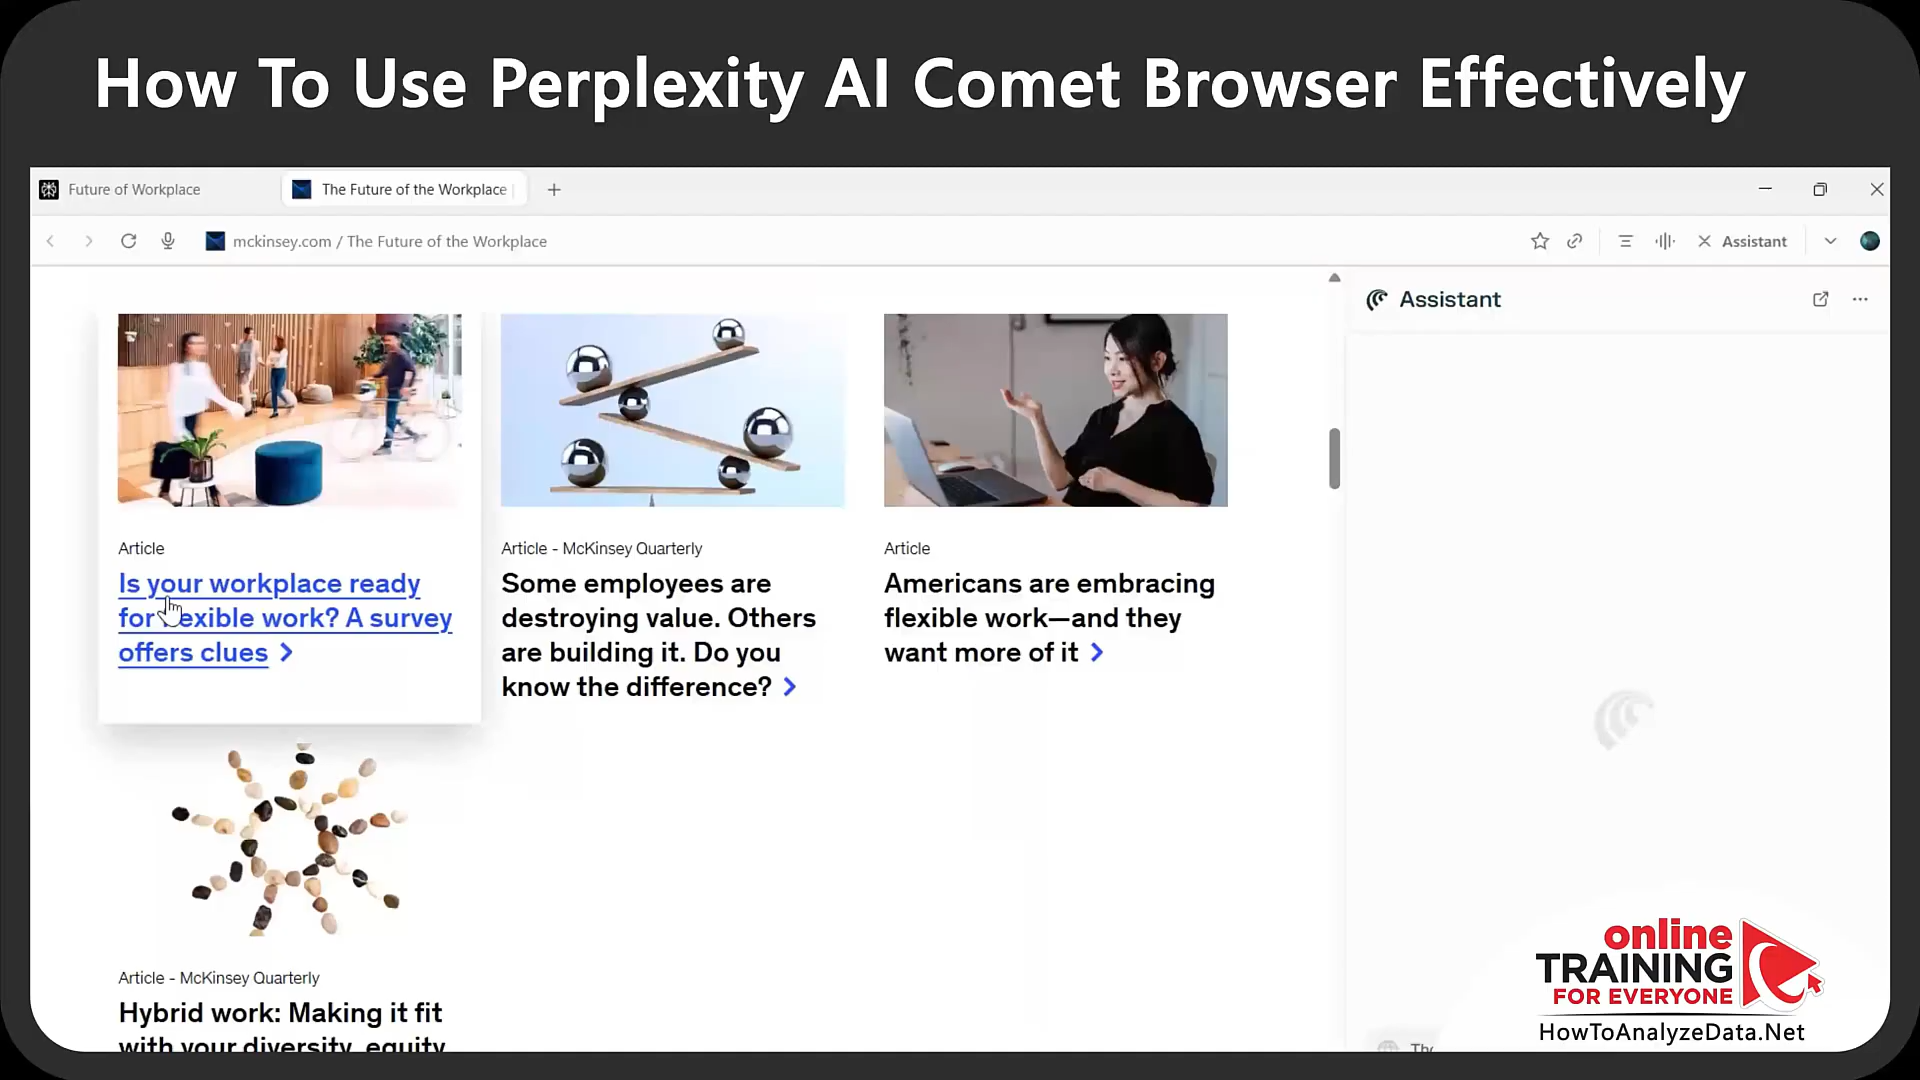 How To Use Perplexity AI Comet Browser Effectively
Future of Workplace
The Future of the Workplace
mckinsey.com / The Future of the Workplace
Assistant
Assistant
Article
Is your workplace ready
for flexible work? A survey
offers clues
Article - McKinsey Quarterly
Some employees are
destroying value. Others
are building it. Do you
know the difference?
Article
Americans are embracing
flexible work—and they
want more of it
Article - McKinsey Quarterly
Hybrid work: Making it fit
with your diversity, equity
online
TRAINING
FOR EVERYONE
HowToAnalyzeData.Net